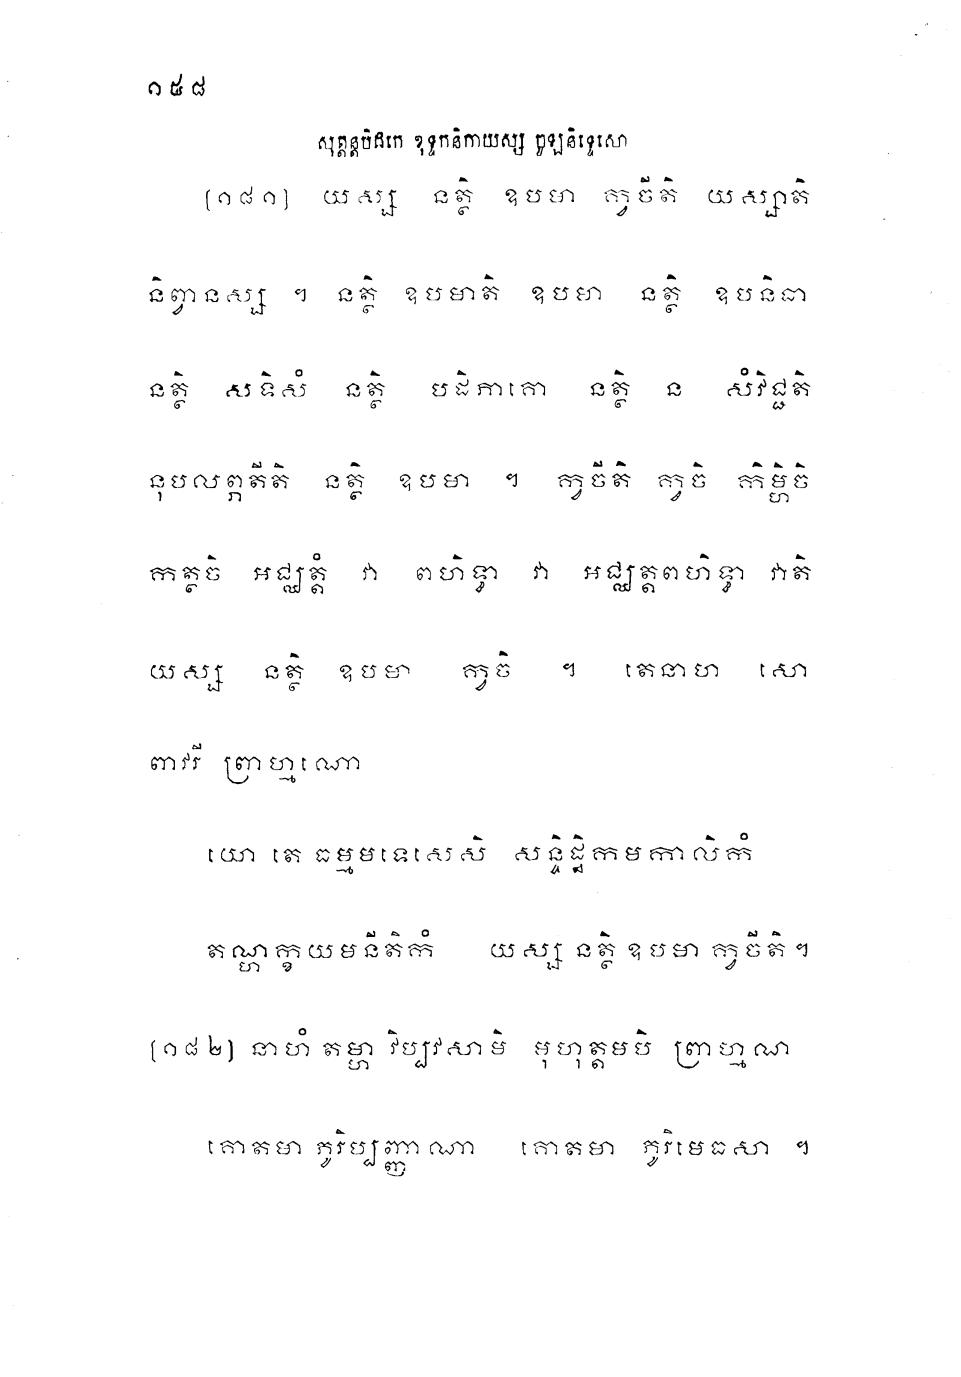 ១៥៨
សុត្តន្តបិដកេ ខុទ្ទកនិកាយស្ស ចូឡនិទ្ទេសោ
[១៨១] យស្ស នត្ថិ ឧបមា ក្វចីតិ យស្សាតិ
និព្វានស្ស ។ នត្ថិ ឧបមាតិ ឧបមា នត្ថិ ឧបនិធា
នត្ថិ សទិសំ នត្ថិ បដិភាគោ នត្ថិ ន សំវិជ្ជតិ
នុបលព្ភតីតិ នត្ថិ ឧបមា ។ ក្វចីតិ ក្វចិ កិម្ហិចិ
កត្ថចិ អជ្ឈត្តំ វា ពហិទ្ធា វា អជ្ឈត្តពហិទ្ធា វាតិ
យស្ស នត្ថិ ឧបមា ក្វចិ ។ តេនាហ សោ
ពាវរី ព្រាហ្មណោ
យោ តេ ធម្មមទេសេសិ សន្ទិដ្ឋិកមកាលិកំ
តណ្ហក្ខយមនីតិកំ យស្ស នត្ថិ ឧបមា ក្វចីតិ ។
[១៨២] នាហំ តម្ហា វិប្បវសាមិ មុហុត្តមបិ ព្រាហ្មណ
គោតមា ភូរិប្បញ្ញាណា គោតមា ភូរិមេធសា ។